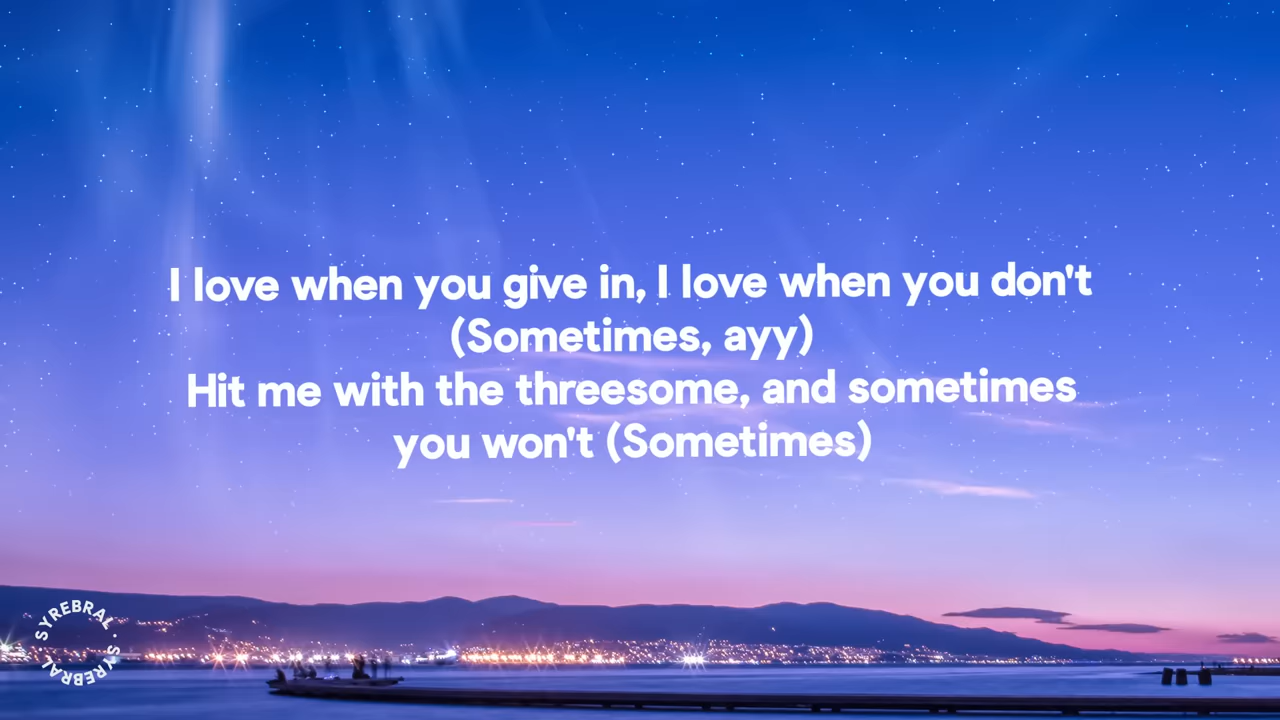 I love when you give in, I love when you don't
(Sometimes, ayy)
Hit me with the threesome, and sometimes
you won't (Sometimes)
SYREBRAL · SYREBRAL